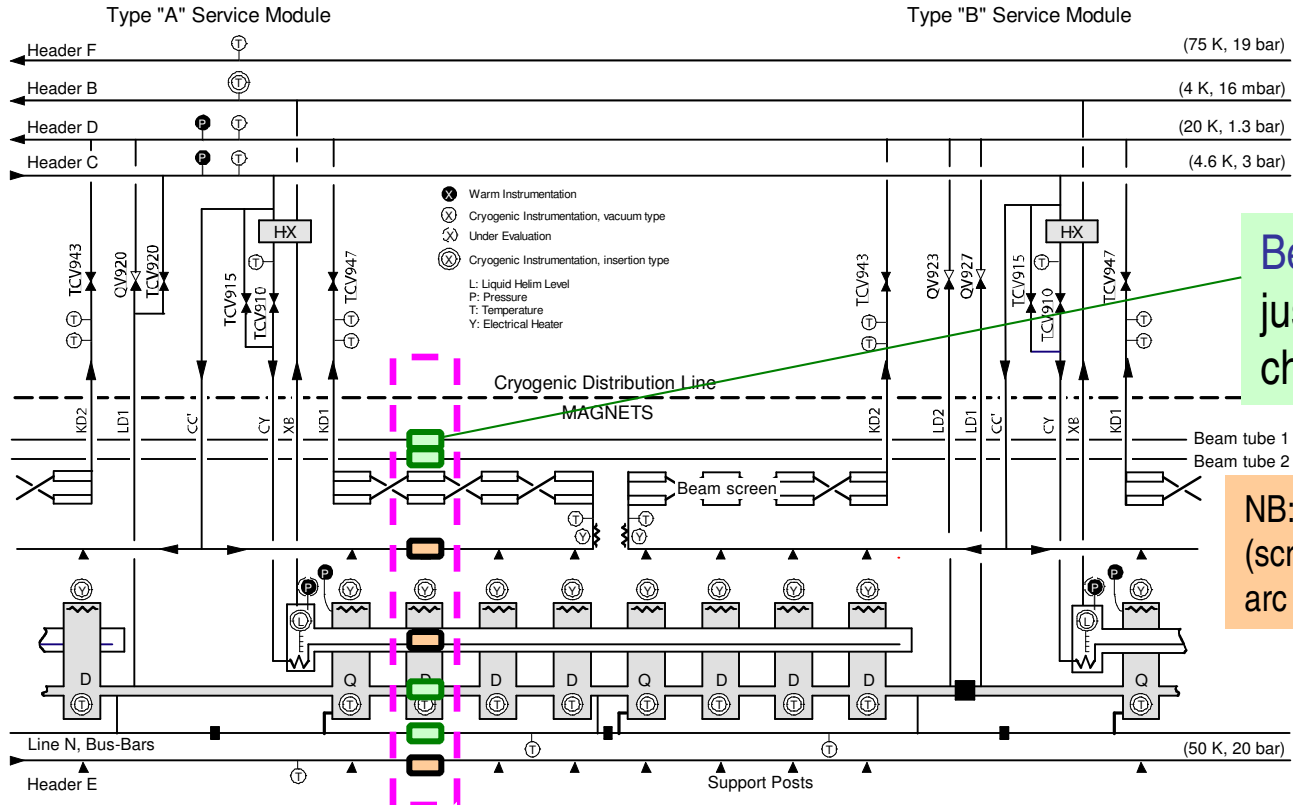 Type "A" Service Module
Type "B" Service Module
Header F
T
(75 K, 19 bar)
Header B
T
(4 K, 16 mbar)
Header D
P
T
(20 K, 1.3 bar)
Header C
P
T
(4.6 K, 3 bar)
X Warm Instrumentation
X Cryogenic Instrumentation, vacuum type
X Under Evaluation
X Cryogenic Instrumentation, insertion type
L: Liquid Helim Level
P: Pressure
T: Temperature
Y: Electrical Heater
H-X
H-X
TCV943
QV920
TCV920
TCV915
TCV910
TCV947
TCV943
QV923
QV927
TCV915
TCV910
TCV947
T
T
T
T
T
T
T
T
T
T
Be
jus
ch
Cryogenic Distribution Line
MAGNETS
KD2
LD1
CC'
CY
XB
KD1
KD2
LD2
LD1
CC'
CY
XB
KD1
Beam tube 1
Beam tube 2
Beam screen
T
T
Y
Y
NB:
(scr
arc
P
P
Y
L
Y
Y
Y
Y
Y
Y
Y
Y
L
Y
D
Q
D
D
D
Q
D
D
D
Q
T
T
T
T
T
T
T
T
T
T
Line N, Bus-Bars
T
T
(50 K, 20 bar)
Header E
T
Support Posts